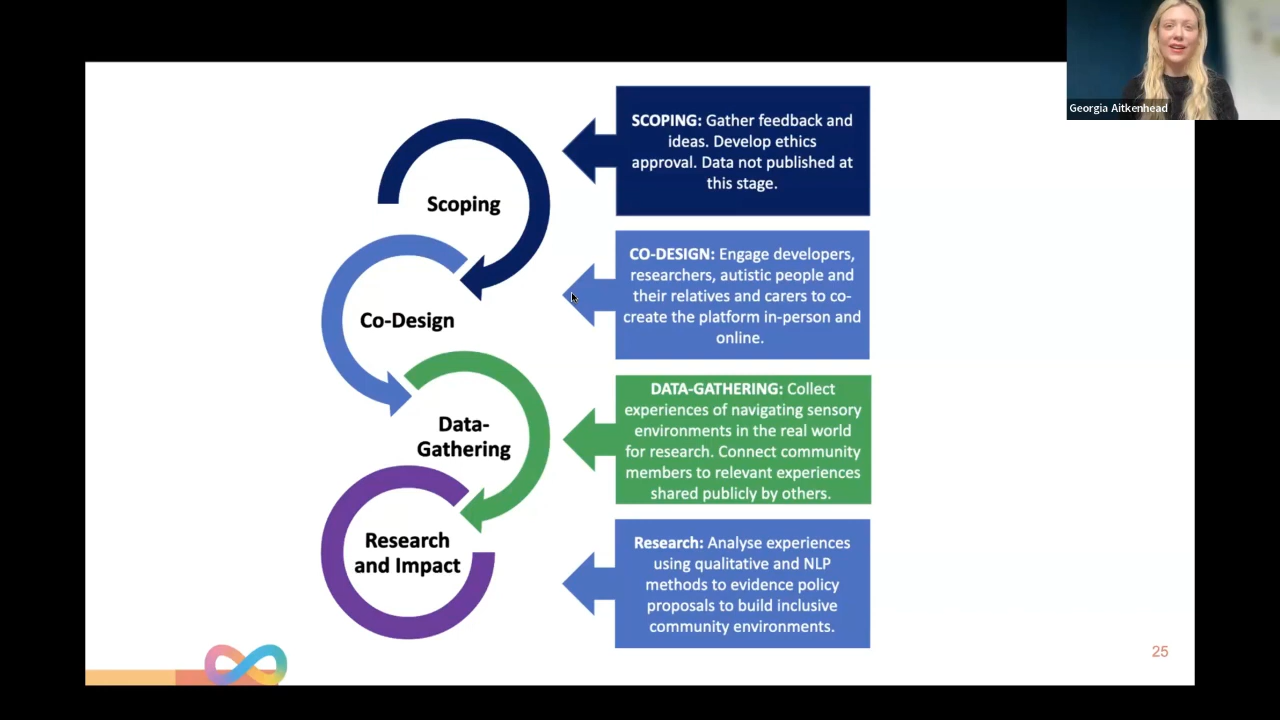 Georgia Aitkenhead
Scoping
SCOPING: Gather feedback and
ideas. Develop ethics
approval. Data not published at
this stage.
Co-Design
CO-DESIGN: Engage developers,
researchers, autistic people and
their relatives and carers to co-
create the platform in-person and
online.
Data-
Gathering
DATA-GATHERING: Collect
experiences of navigating sensory
environments in the real world
for research. Connect community
members to relevant experiences
shared publicly by others.
Research
and Impact
Research: Analyse experiences
using qualitative and NLP
methods to evidence policy
proposals to build inclusive
community environments.
25